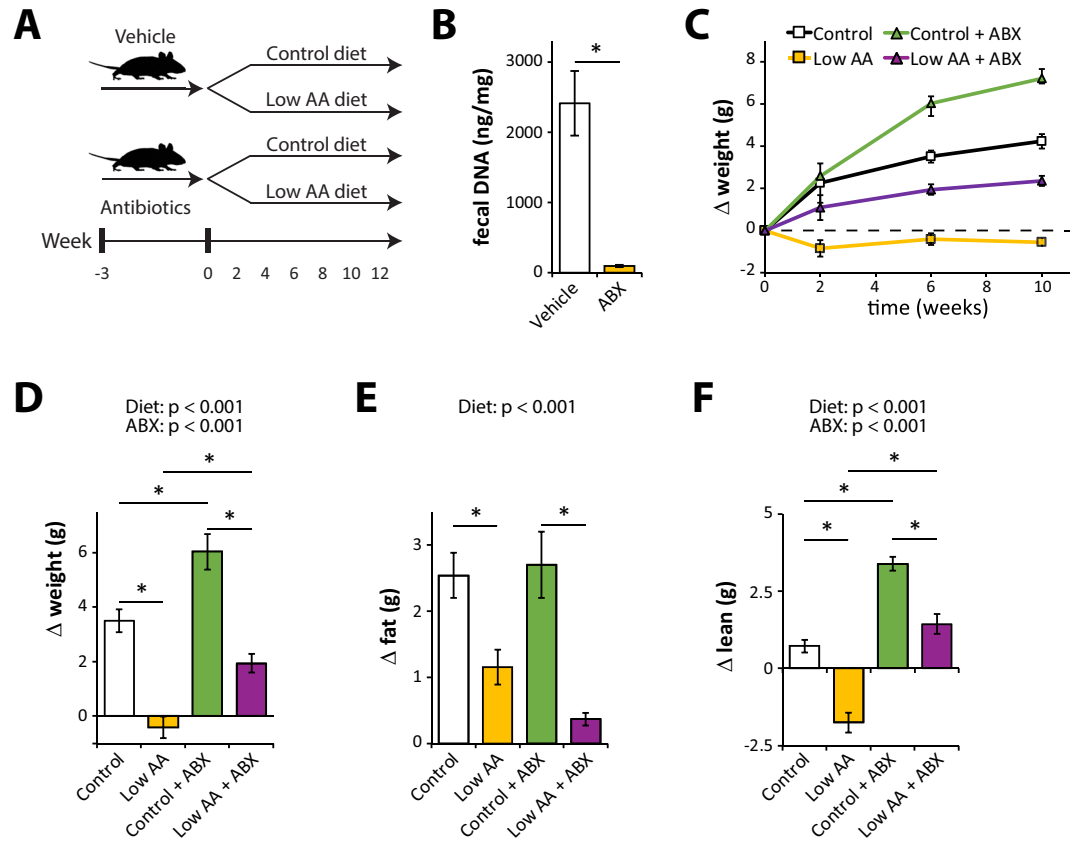 A
Vehicle
Control diet
Low AA diet
Control diet
Low AA diet
Antibiotics
Week
-3 0 2 4 6 8 10 12
B
*
fecal DNA (ng/mg)
3000
2000
1000
0
Vehicle
ABX
C
Control
Control + ABX
Low AA
Low AA + ABX
Δ weight (g)
8
6
4
2
0
-2
0 2 4 6 8 10
time (weeks)
D
Diet: p < 0.001
ABX: p < 0.001
*
*
*
*
Δ weight (g)
6
4
2
0
Control
Low AA
Control + ABX
Low AA + ABX
E
Diet: p < 0.001
*
*
Δ fat (g)
3
2
1
0
Control
Low AA
Control + ABX
Low AA + ABX
F
Diet: p < 0.001
ABX: p < 0.001
*
*
*
*
Δ lean (g)
5
2.5
0
-2.5
Control
Low AA
Control + ABX
Low AA + ABX